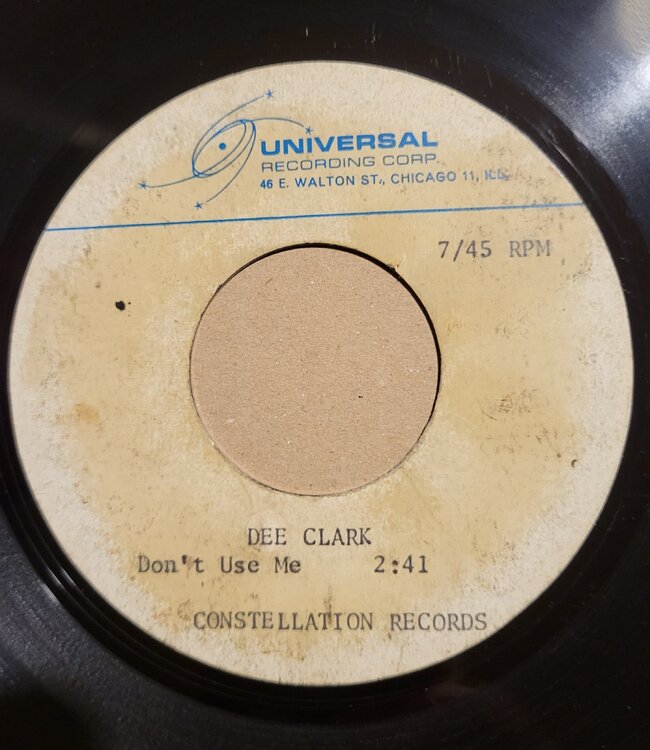 UNIVERSAL
RECORDING CORP.
46 E. WALTON ST., CHICAGO 11, ILL.
7/45 RPM
DEE CLARK
Don't Use Me 2:41
CONSTELLATION RECORDS